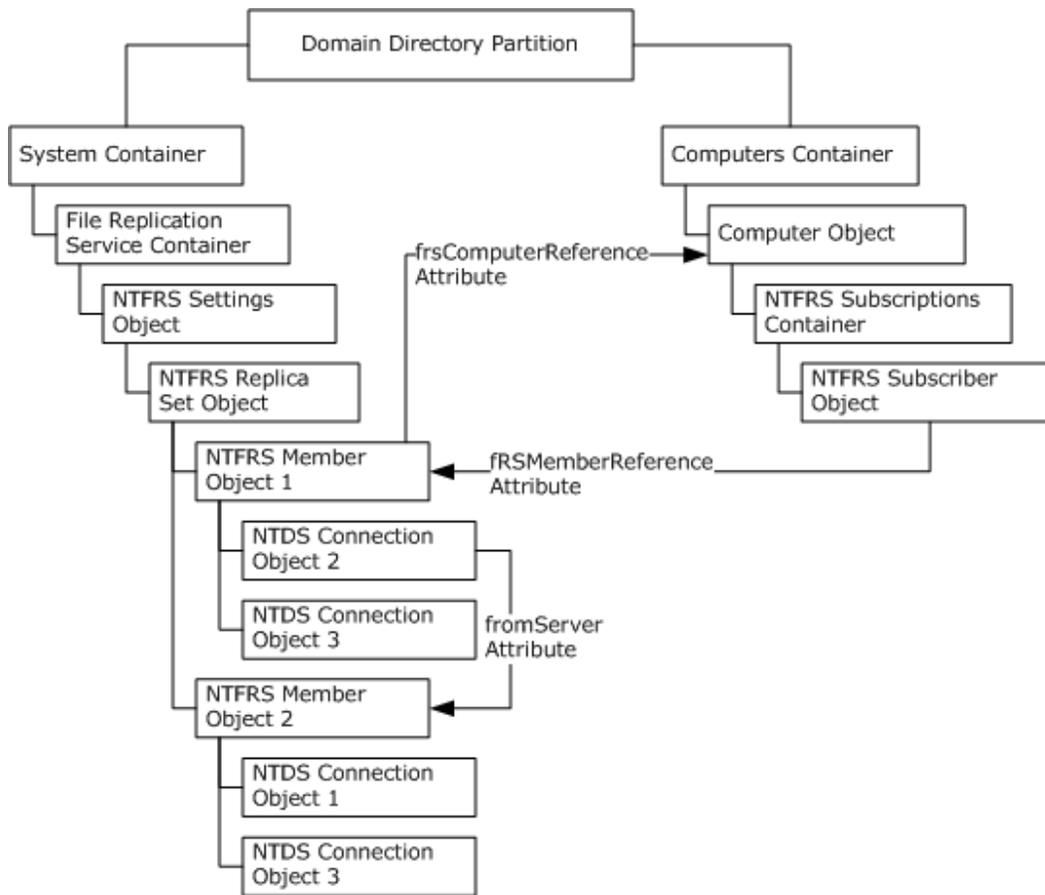 Domain Directory Partition
System Container
Computers Container
File Replication
Service Container
Computer Object
frsComputerReference
Attribute
NTFRS Settings
Object
NTFRS Subscriptions
Container
NTFRS Replica
Set Object
NTFRS Subscriber
Object
NTFRS Member
Object 1
fRSMemberReference
Attribute
NTDS Connection
Object 2
NTDS Connection
Object 3
fromServer
Attribute
NTFRS Member
Object 2
NTDS Connection
Object 1
NTDS Connection
Object 3